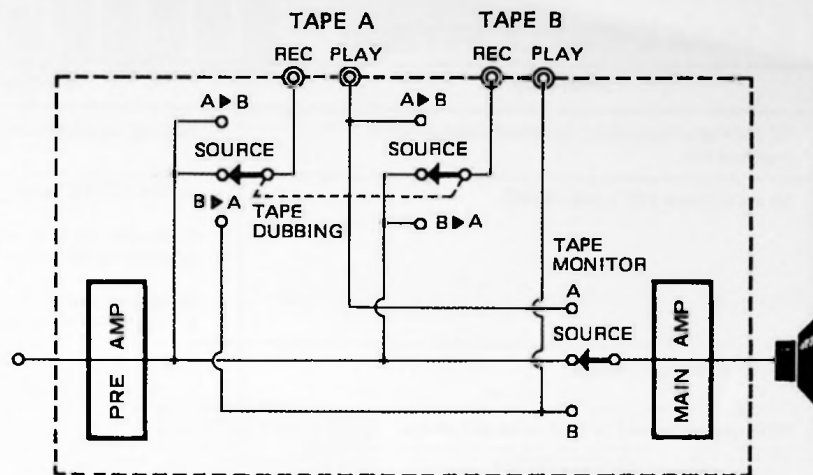 TAPE A TAPE B
REC PLAY REC PLAY
A▶B A▶B
SOURCE SOURCE
B▶A B▶A
TAPE
DUBBING
TAPE
MONITOR
A
SOURCE
PRE AMP
MAIN AMP
B